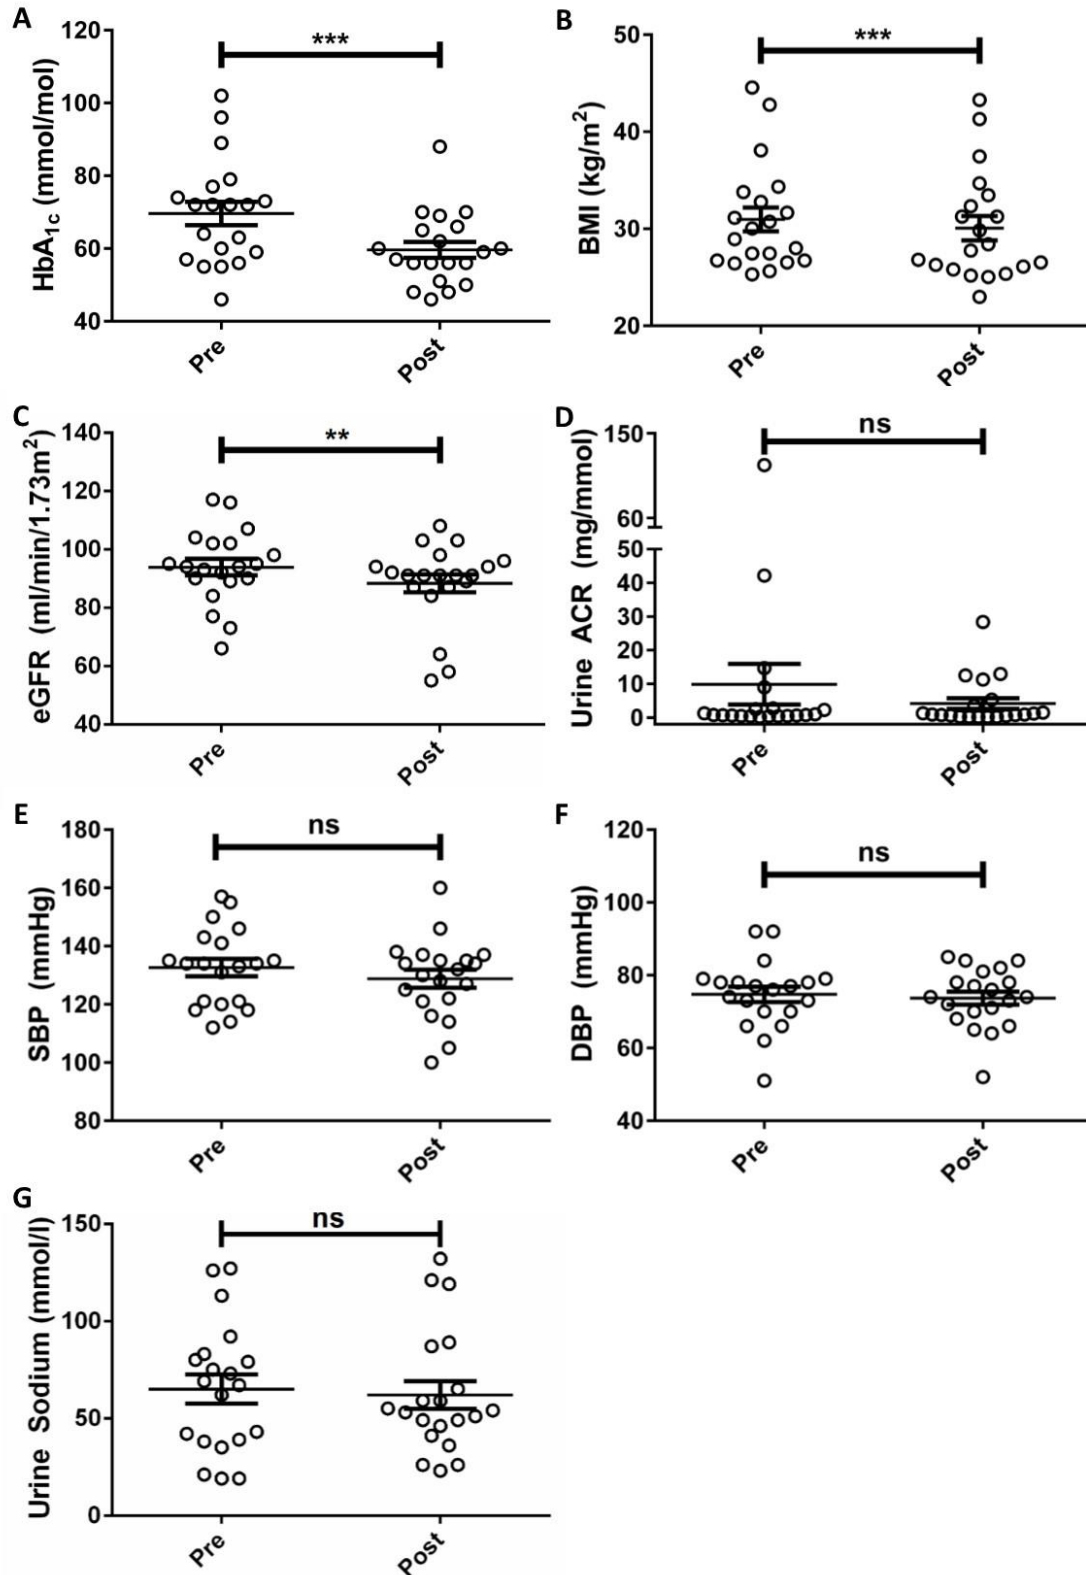 A
HbA1c (mmol/mol)
120
100
80
60
40
***
Pre
Post
B
BMI (kg/m²)
50
40
30
20
***
Pre
Post
C
eGFR (ml/min/1.73m²)
140
120
100
80
60
40
**
Pre
Post
D
Urine ACR (mg/mmol)
150
60
50
40
30
20
10
0
ns
Pre
Post
E
SBP (mmHg)
180
160
140
120
100
80
ns
Pre
Post
F
DBP (mmHg)
120
100
80
60
40
ns
Pre
Post
G
Urine Sodium (mmol/l)
150
100
50
0
ns
Pre
Post